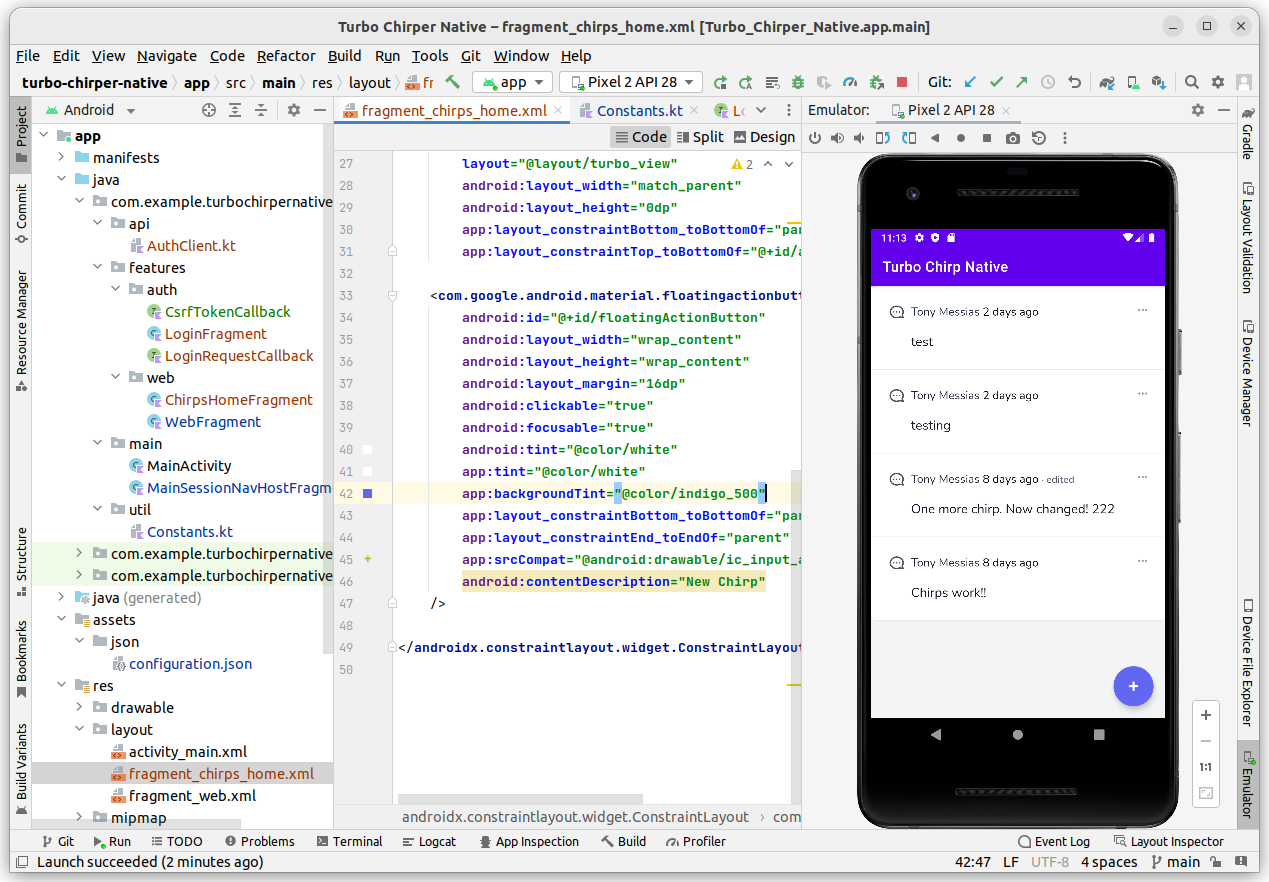 Turbo Chirper Native – fragment_chirps_home.xml [Turbo_Chirper_Native.app.main]
File Edit View Navigate Code Refactor Build Run Tools Git Window Help
turbo-chirper-native app src main res layout fr app Pixel 2 API 28 Git:
Project
Commit
Resource Manager
Structure
Bookmarks
Build Variants
Android
app
manifests
java
com.example.turbochirpernative
api
AuthClient.kt
features
auth
CsrfTokenCallback
LoginFragment
LoginRequestCallback
web
ChirpsHomeFragment
WebFragment
main
MainActivity
MainSessionNavHostFragm
util
Constants.kt
com.example.turbochirpernative
com.example.turbochirpernative
java (generated)
assets
json
configuration.json
res
drawable
layout
activity_main.xml
fragment_chirps_home.xml
fragment_web.xml
mipmap
fragment_chirps_home.xml Constants.kt
Code Split Design
2
27 layout="@layout/turbo_view"
28 android:layout_width="match_parent"
29 android:layout_height="0dp"
30 app:layout_constraintBottom_toBottomOf="par
31 app:layout_constraintTop_toBottomOf="@+id/a
32
33 <com.google.android.material.floatingactionbutt
34 android:id="@+id/floatingActionButton"
35 android:layout_width="wrap_content"
36 android:layout_height="wrap_content"
37 android:layout_margin="16dp"
38 android:clickable="true"
39 android:focusable="true"
40 android:tint="@color/white"
41 app:tint="@color/white"
42 app:backgroundTint="@color/indigo_500"
43 app:layout_constraintBottom_toBottomOf="par
44 app:layout_constraintEnd_toEndOf="parent"
45 app:srcCompat="@android:drawable/ic_input_a
46 android:contentDescription="New Chirp"
47 />
48
49 </androidx.constraintlayout.widget.ConstraintLayout
50
androidx.constraintlayout.widget.ConstraintLayout com
Emulator: Pixel 2 API 28
11:13
Turbo Chirp Native
Tony Messias 2 days ago
test
Tony Messias 2 days ago
testing
Tony Messias 8 days ago · edited
One more chirp. Now changed! 222
Tony Messias 8 days ago
Chirps work!!
1:1
Gradle
Layout Validation
Device Manager
Device File Explorer
Emulator
Git Run TODO Problems Terminal Logcat App Inspection Build Profiler Event Log Layout Inspector
Launch succeeded (2 minutes ago) 42:47 LF UTF-8 4 spaces main